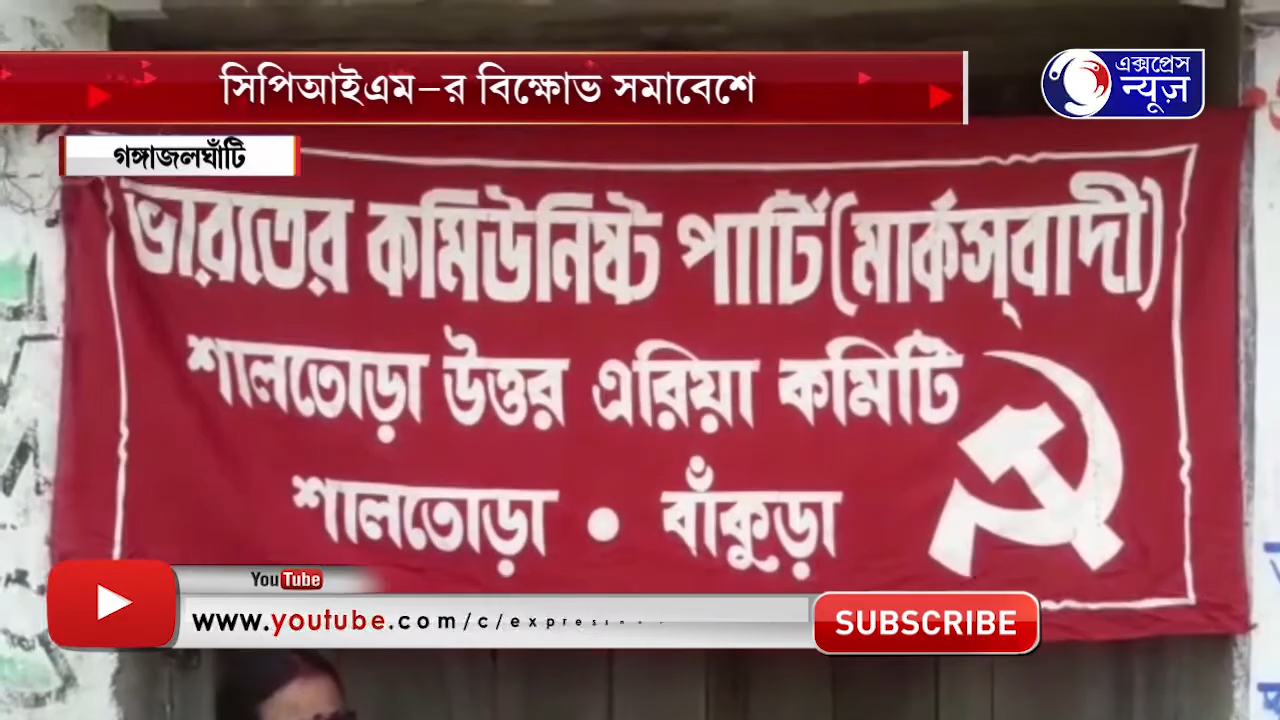 সিপিআইএম-র বিক্ষোভ সমাবেশে
এক্সপ্রেস
ন্যূজ়
গঙ্গাজলঘাঁটি
ভারতের কমিউনিষ্ট পার্টি (মার্কস্‌বাদী)
শালতোড়া উত্তর এরিয়া কমিটি
শালতোড়া • বাঁকুড়া
YouTube
www.youtube.com/c/expres
SUBSCRIBE